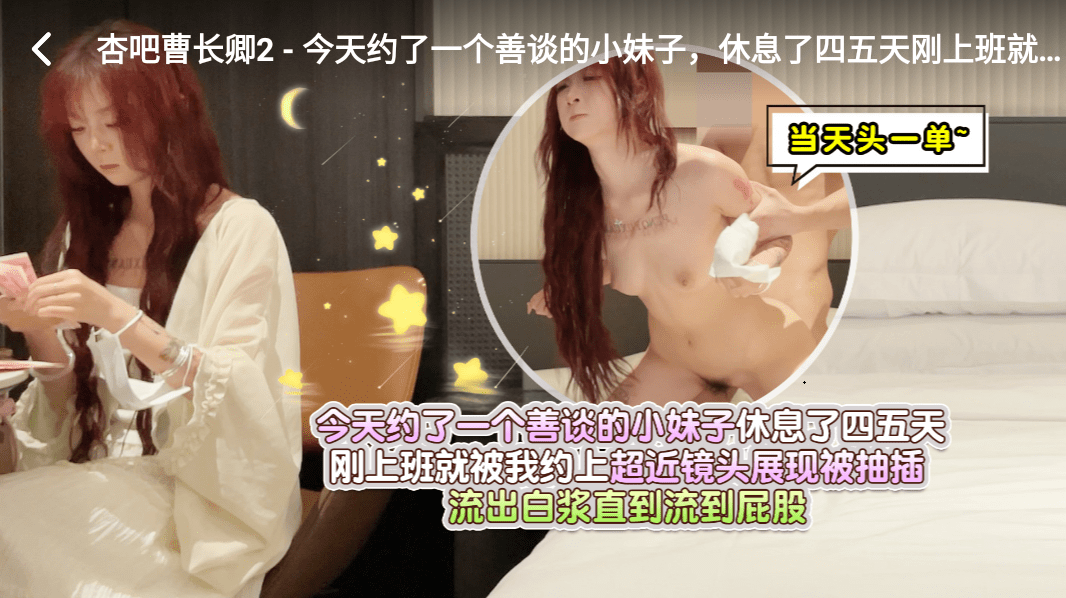 杏吧曹长卿2 - 今天约了一个善谈的小妹子，休息了四五天刚上班就...
当天头一单~
今天约了一个善谈的小妹子休息了四五天
刚上班就被我约上超近镜头展现被抽插
流出白浆直到流到屁股